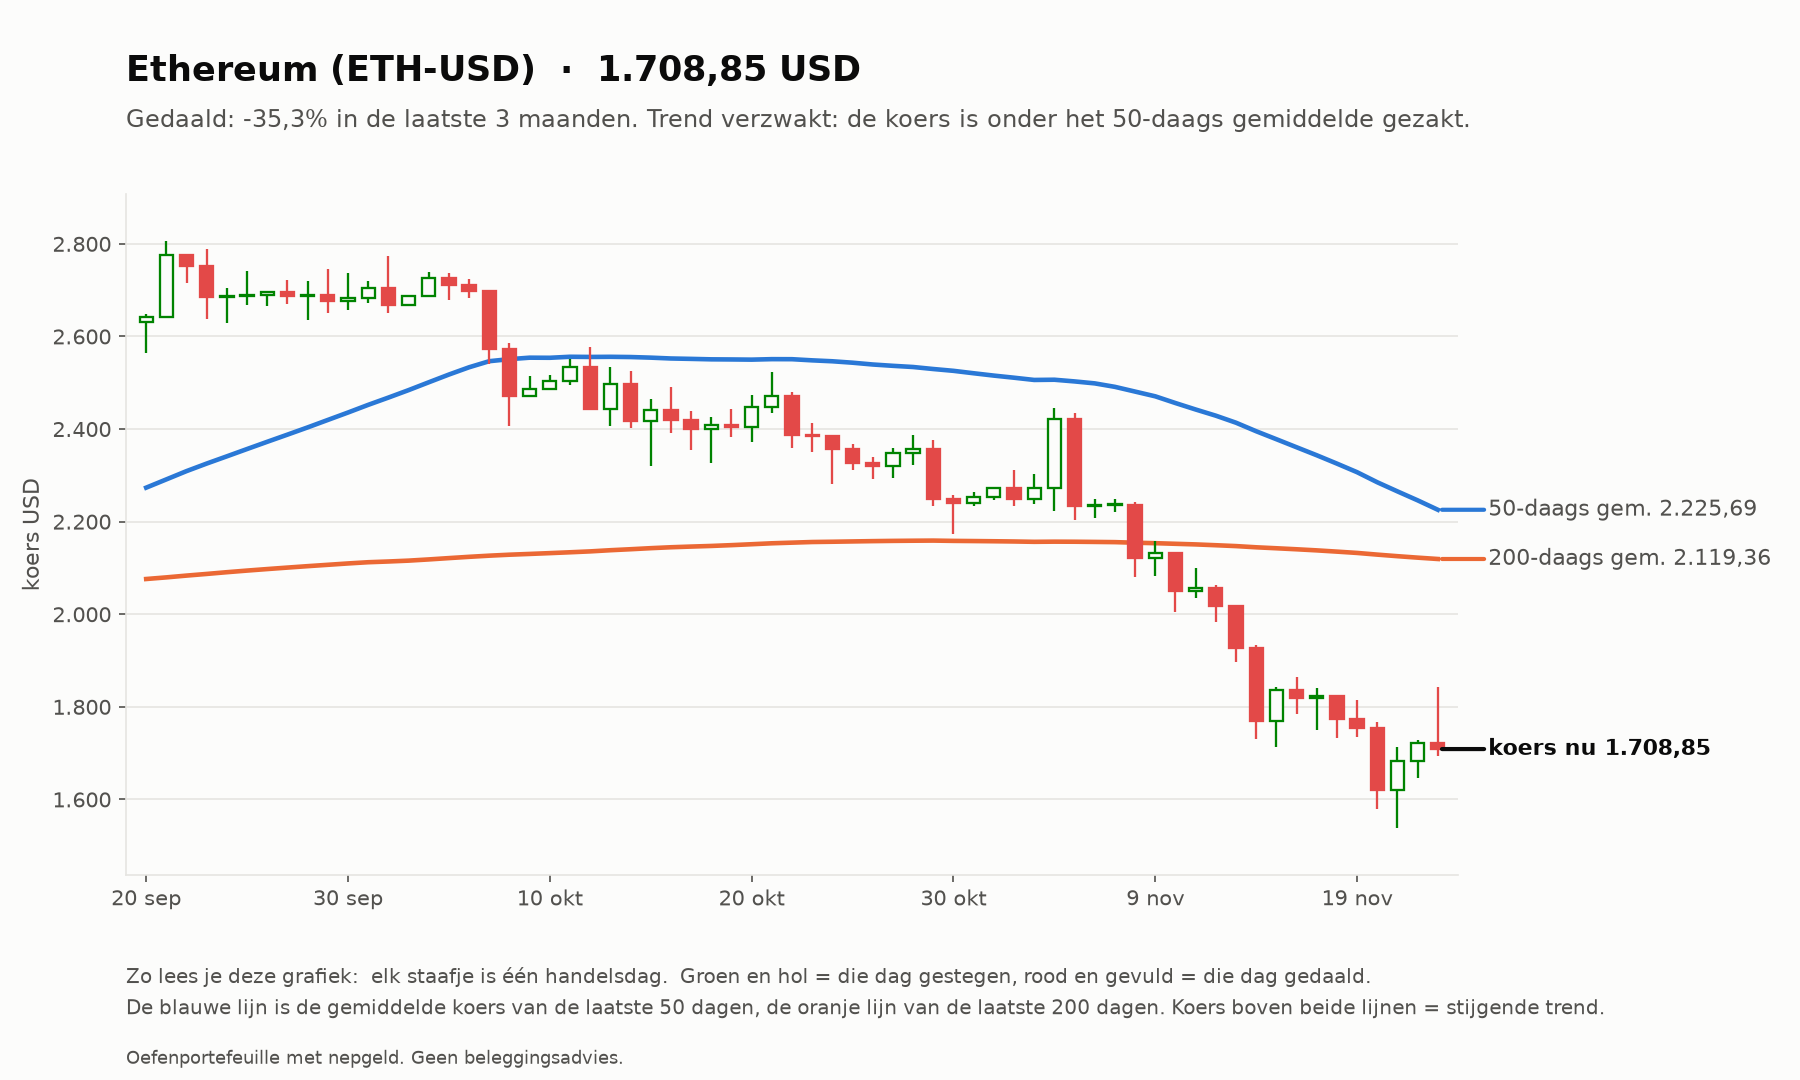 Ethereum (ETH-USD) · 1.708,85 USD
Gedaald: -35,3% in de laatste 3 maanden. Trend verzwakt: de koers is onder het 50-daags gemiddelde gezakt.
koers USD
2.800
2.600
2.400
2.200
2.000
1.800
1.600
50-daags gem. 2.225,69
200-daags gem. 2.119,36
koers nu 1.708,85
20 sep
30 sep
10 okt
20 okt
30 okt
9 nov
19 nov
Zo lees je deze grafiek: elk staafje is één handelsdag. Groen en hol = die dag gestegen, rood en gevuld = die dag gedaald.
De blauwe lijn is de gemiddelde koers van de laatste 50 dagen, de oranje lijn van de laatste 200 dagen. Koers boven beide lijnen = stijgende trend.
Oefenportefeuille met nepgeld. Geen beleggingsadvies.